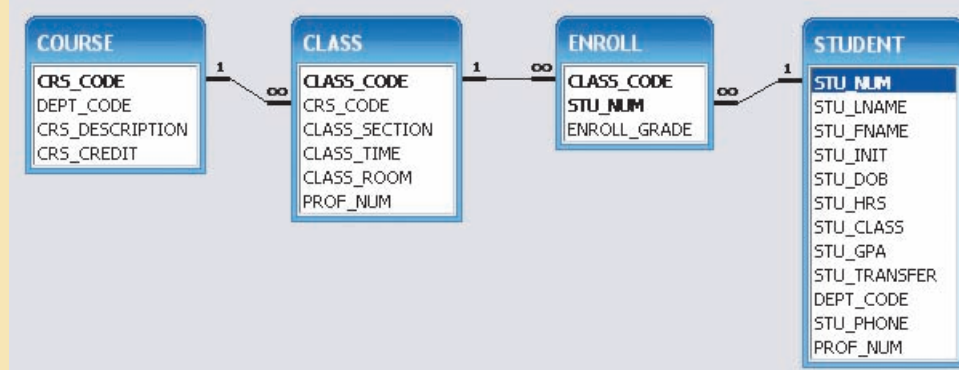 COURSE
CRS_CODE
DEPT_CODE
CRS_DESCRIPTION
CRS_CREDIT
1
∞
CLASS
CLASS_CODE
CRS_CODE
CLASS_SECTION
CLASS_TIME
CLASS_ROOM
PROF_NUM
1
∞
ENROLL
CLASS_CODE
STU_NUM
ENROLL_GRADE
∞
1
STUDENT
STU_NUM
STU_LNAME
STU_FNAME
STU_INIT
STU_DOB
STU_HRS
STU_CLASS
STU_GPA
STU_TRANSFER
DEPT_CODE
STU_PHONE
PROF_NUM